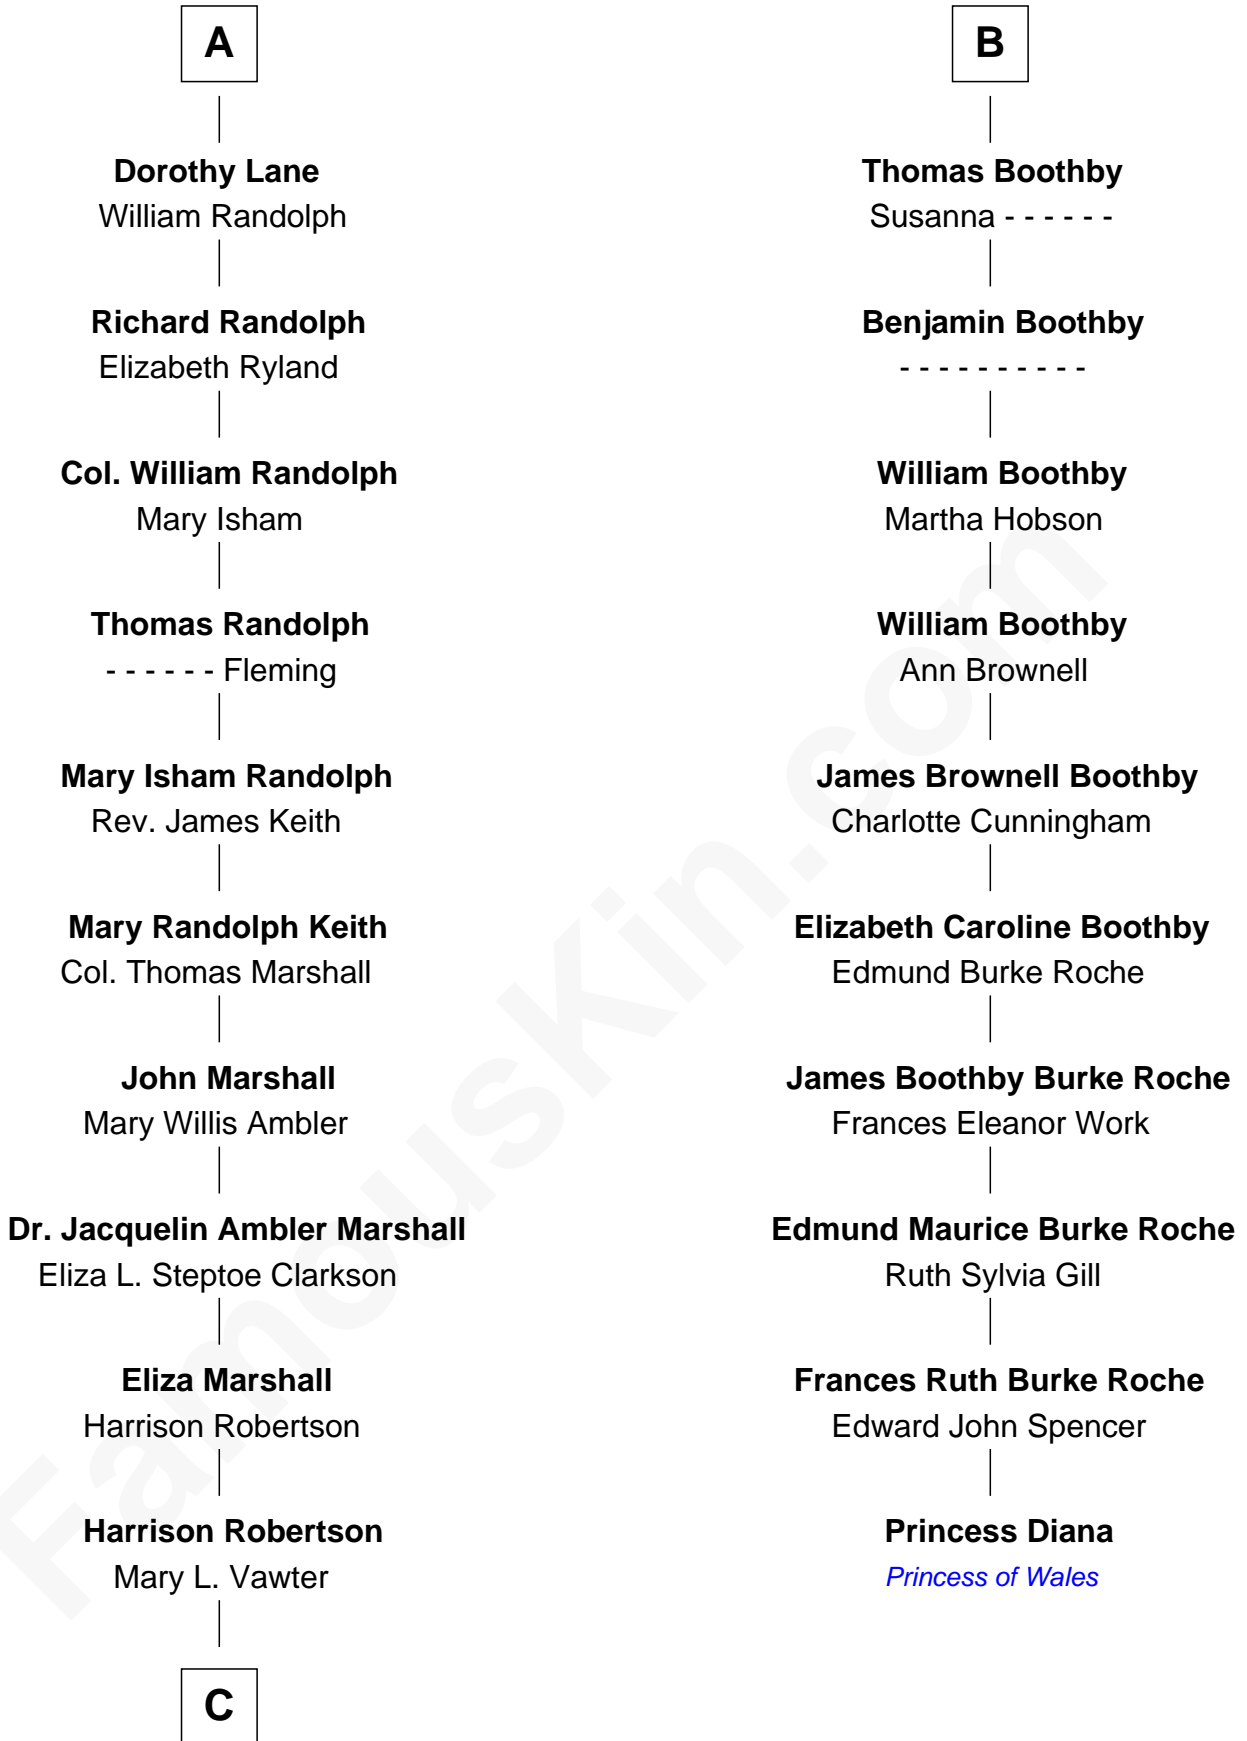 A
Dorothy Lane
William Randolph
Richard Randolph
Elizabeth Ryland
Col. William Randolph
Mary Isham
Thomas Randolph
- - - - - - Fleming
Mary Isham Randolph
Rev. James Keith
Mary Randolph Keith
Col. Thomas Marshall
John Marshall
Mary Willis Ambler
Dr. Jacquelin Ambler Marshall
Eliza L. Steptoe Clarkson
Eliza Marshall
Harrison Robertson
Harrison Robertson
Mary L. Vawter
C
B
Thomas Boothby
Susanna - - - - - -
Benjamin Boothby
- - - - - - - - - -
William Boothby
Martha Hobson
William Boothby
Ann Brownell
James Brownell Boothby
Charlotte Cunningham
Elizabeth Caroline Boothby
Edmund Burke Roche
James Boothby Burke Roche
Frances Eleanor Work
Edmund Maurice Burke Roche
Ruth Sylvia Gill
Frances Ruth Burke Roche
Edward John Spencer
Princess Diana
Princess of Wales
FamousKin.com